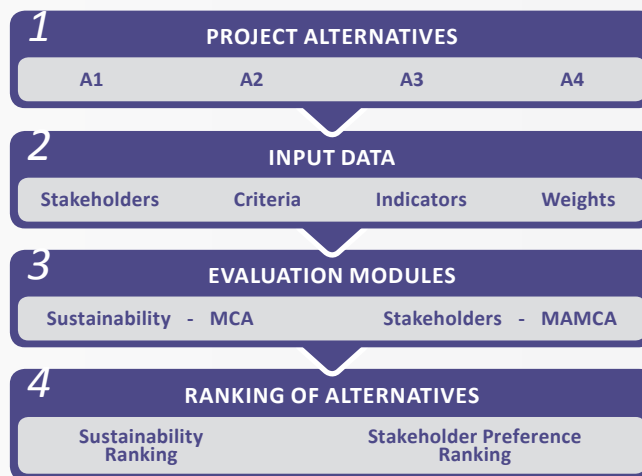 1
PROJECT ALTERNATIVES
A1 A2 A3 A4
2
INPUT DATA
Stakeholders Criteria Indicators Weights
3
EVALUATION MODULES
Sustainability - MCA Stakeholders - MAMCA
4
RANKING OF ALTERNATIVES
Sustainability
Ranking
Stakeholder Preference
Ranking